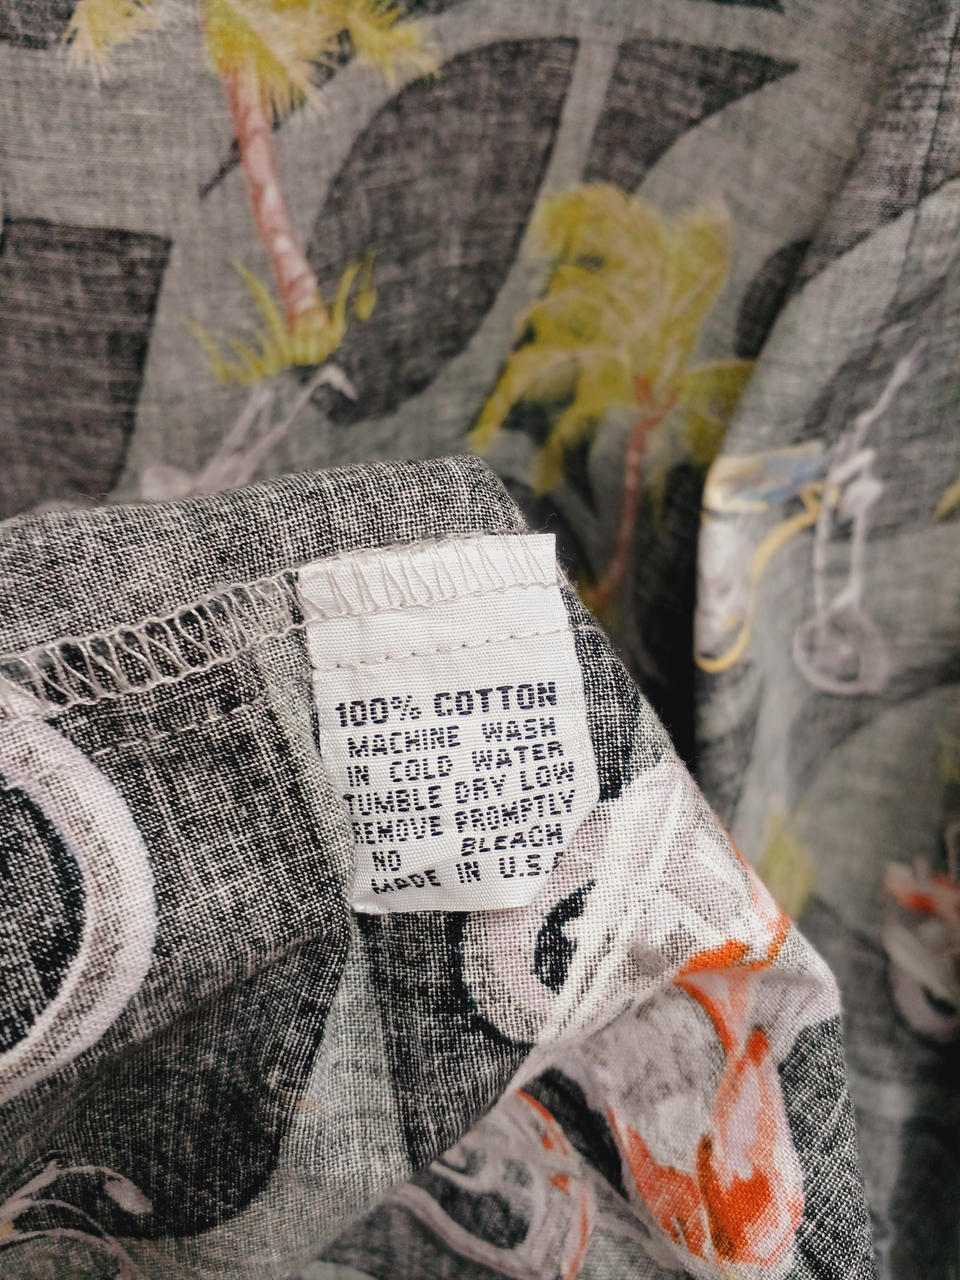 100% COTTON
MACHINE WASH
IN COLD WATER
TUMBLE DRY LOW
REMOVE PROMPTLY
NO BLEACH
MADE IN U.S.A